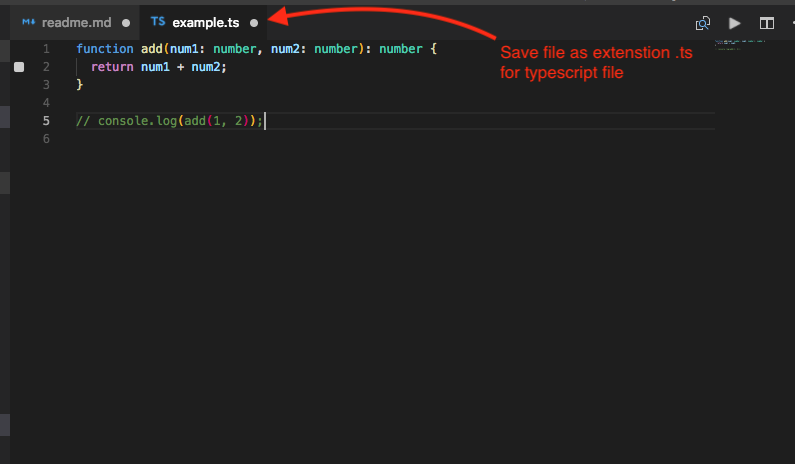 readme.md
TS example.ts
Save file as extenstion .ts
for typescript file
1 function add(num1: number, num2: number): number {
2 return num1 + num2;
3 }
4
5 // console.log(add(1, 2));
6